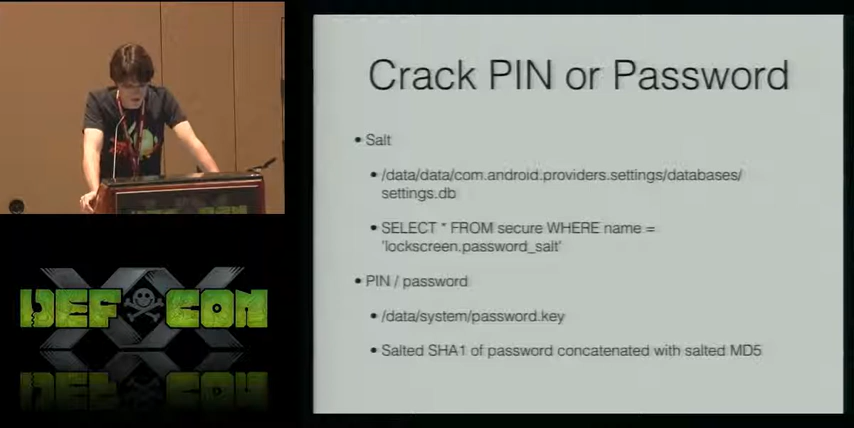 Crack PIN or Password
• Salt
• /data/data/com.android.providers.settings/databases/
settings.db
• SELECT * FROM secure WHERE name =
'lockscreen.password_salt'
• PIN / password
• /data/system/password.key
• Salted SHA1 of password concatenated with salted MD5
DEF CON
XX